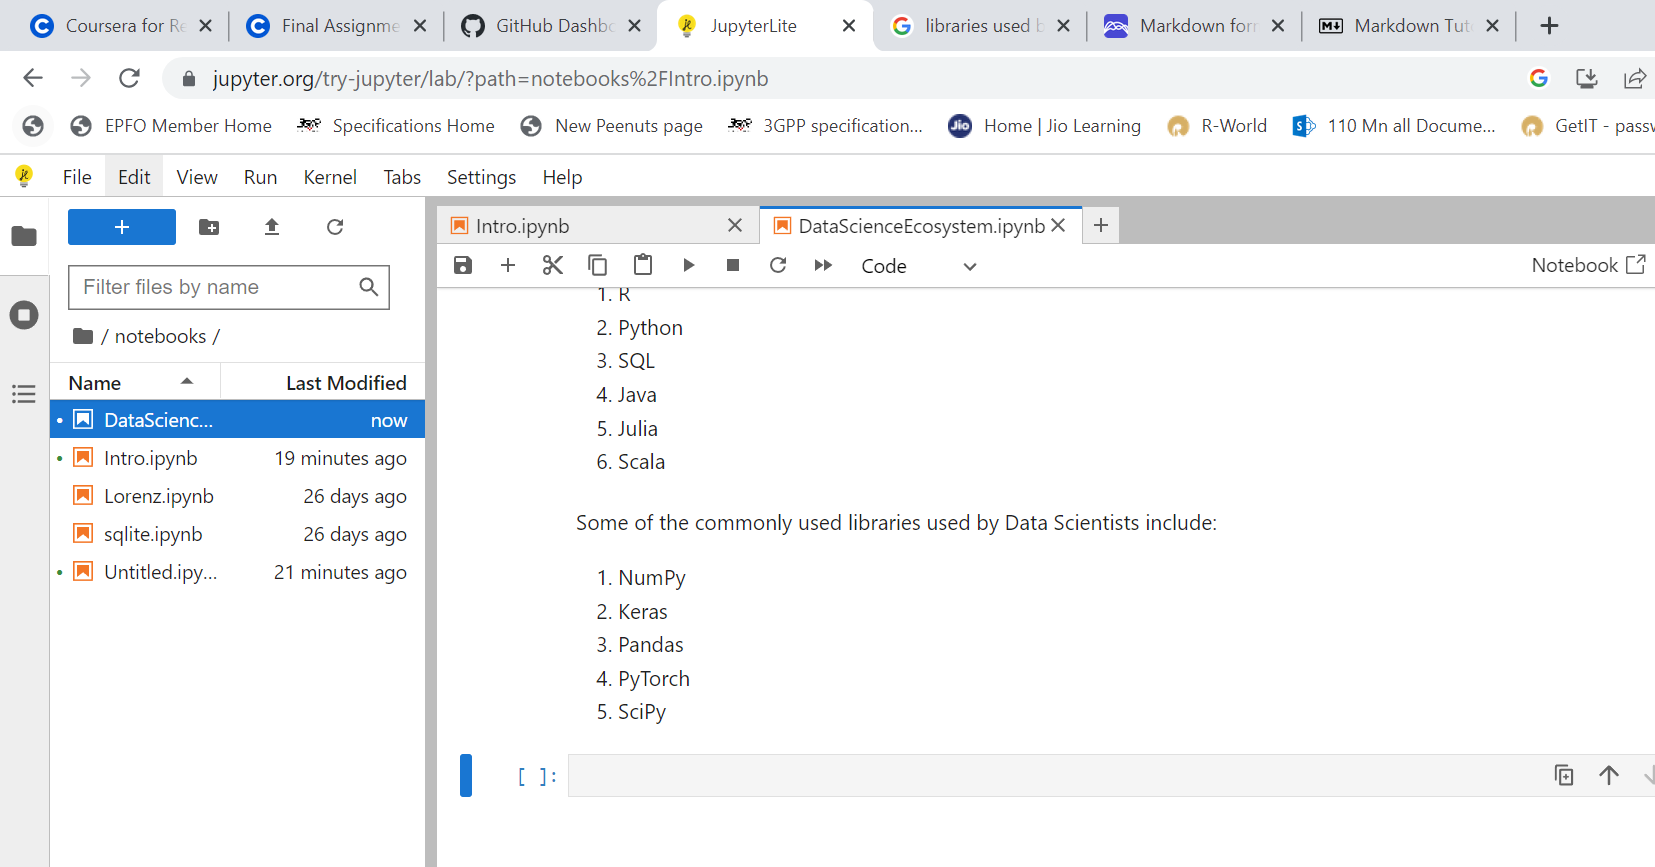 Coursera for Re
Final Assignme
GitHub Dashbo
JupyterLite
libraries used b
Markdown for
Markdown Tut
jupyter.org/try-jupyter/lab/?path=notebooks%2FIntro.ipynb
EPFO Member Home
Specifications Home
New Peenuts page
3GPP specification...
Jio
Home | Jio Learning
R-World
110 Mn all Docume...
GetIT - passw
File Edit View Run Kernel Tabs Settings Help
+
Filter files by name
/ notebooks /
Name Last Modified
DataScienc... now
Intro.ipynb 19 minutes ago
Lorenz.ipynb 26 days ago
sqlite.ipynb 26 days ago
Untitled.ipy... 21 minutes ago
Intro.ipynb
DataScienceEcosystem.ipynb
Code
Notebook
1. R
2. Python
3. SQL
4. Java
5. Julia
6. Scala
Some of the commonly used libraries used by Data Scientists include:
1. NumPy
2. Keras
3. Pandas
4. PyTorch
5. SciPy
[ ]: